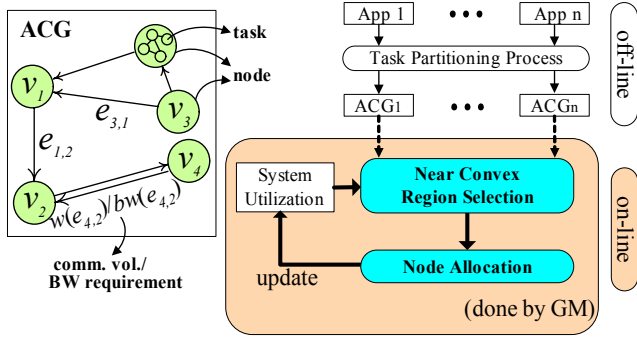 ACG
task
node
v1
v3
e3,1
e1,2
v4
v2
w(e4,2)/bw(e4,2)
comm. vol./
BW requirement
App 1
• • •
App n
Task Partitioning Process
ACG1
• • •
ACGn
off-line
System
Utilization
Near Convex
Region Selection
update
Node Allocation
(done by GM)
on-line